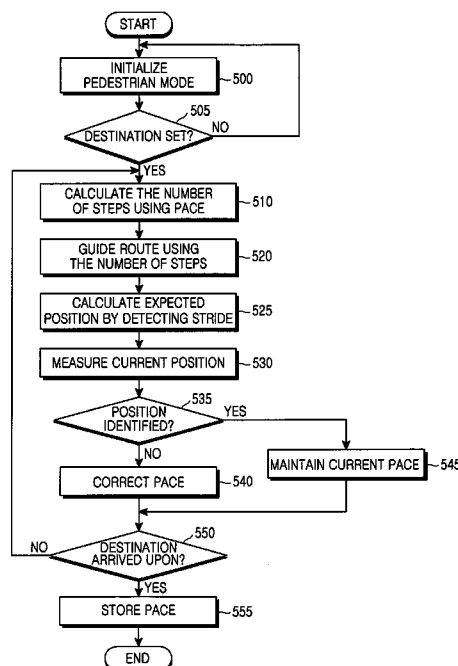 START
INITIALIZE
PEDESTRIAN MODE
500
505
DESTINATION SET?
NO
YES
CALCULATE THE NUMBER
OF STEPS USING PACE
510
GUIDE ROUTE USING
THE NUMBER OF STEPS
520
CALCULATE EXPECTED
POSITION BY DETECTING STRIDE
525
MEASURE CURRENT POSITION
530
535
POSITION
IDENTIFIED?
YES
NO
CORRECT PACE
540
MAINTAIN CURRENT PACE
545
550
DESTINATION
ARRIVED UPON?
NO
YES
STORE PACE
555
END